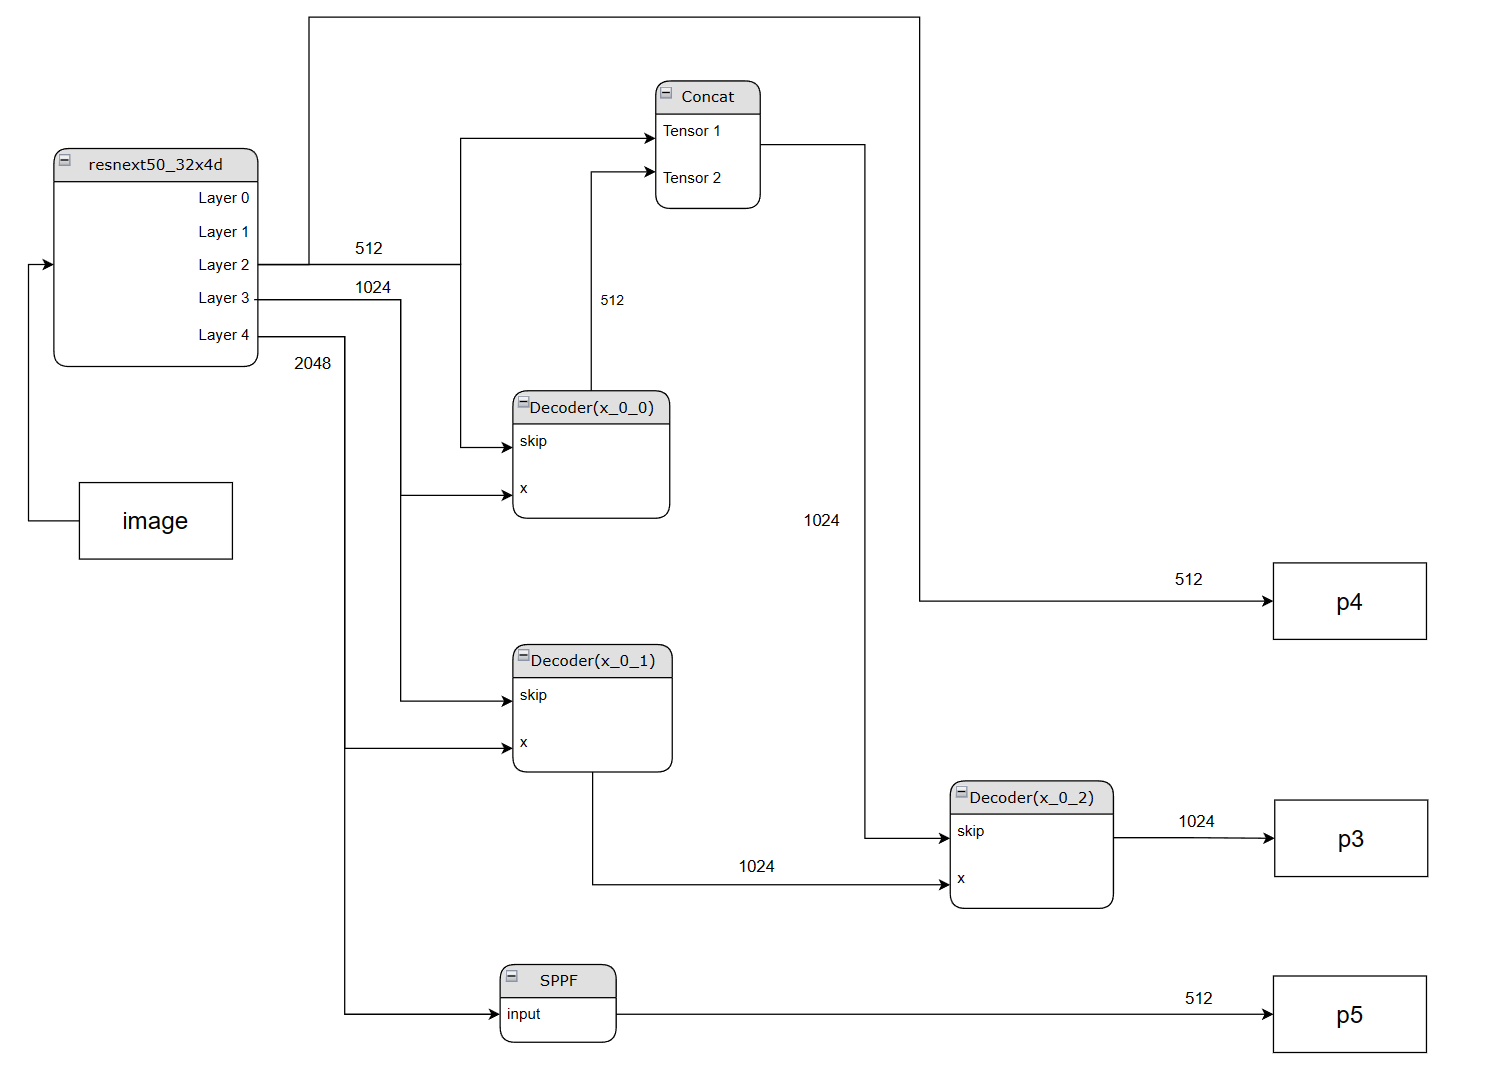 Concat
Tensor 1
Tensor 2
resnext50_32x4d
Layer 0
Layer 1
Layer 2
Layer 3
Layer 4
512
1024
2048
512
Decoder(x_0_0)
skip
x
image
1024
512
p4
Decoder(x_0_1)
skip
x
Decoder(x_0_2)
skip
x
1024
1024
p3
SPPF
input
512
p5